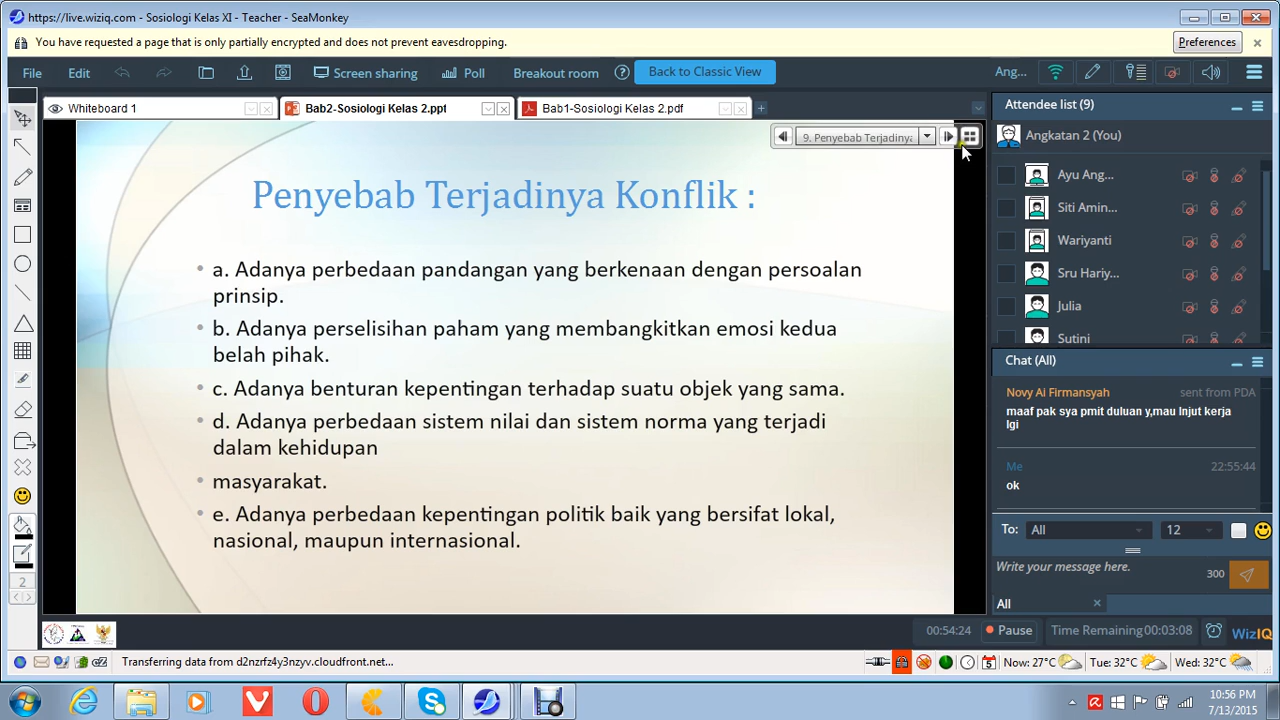 https://live.wiziq.com - Sosiologi Kelas XI - Teacher - SeaMonkey
You have requested a page that is only partially encrypted and does not prevent eavesdropping.
Preferences
File
Edit
Screen sharing
Poll
Breakout room
Back to Classic View
Ang...
Whiteboard 1
Bab2-Sosiologi Kelas 2.ppt
Bab1-Sosiologi Kelas 2.pdf
Attendee list (9)
Angkatan 2 (You)
Ayu Ang...
Siti Amin...
Wariyanti
Sru Hariy...
Julia
Sutini
9. Penyebab Terjadinya
Penyebab Terjadinya Konflik :
• a. Adanya perbedaan pandangan yang berkenaan dengan persoalan
prinsip.
• b. Adanya perselisihan paham yang membangkitkan emosi kedua
belah pihak.
• c. Adanya benturan kepentingan terhadap suatu objek yang sama.
• d. Adanya perbedaan sistem nilai dan sistem norma yang terjadi
dalam kehidupan
• masyarakat.
• e. Adanya perbedaan kepentingan politik baik yang bersifat lokal,
nasional, maupun internasional.
Chat (All)
Novy Ai Firmansyah sent from PDA
maaf pak sya pmit duluan y,mau lnjut kerja
lgi
Me 22:55:44
ok
To: All 12
Write your message here. 300
All
2
00:54:24 Pause Time Remaining 00:03:08 WizIQ
Transferring data from d2nzrfz4y3nzyv.cloudfront.net...
5 Now: 27°C Tue: 32°C Wed: 32°C
10:56 PM
7/13/2015